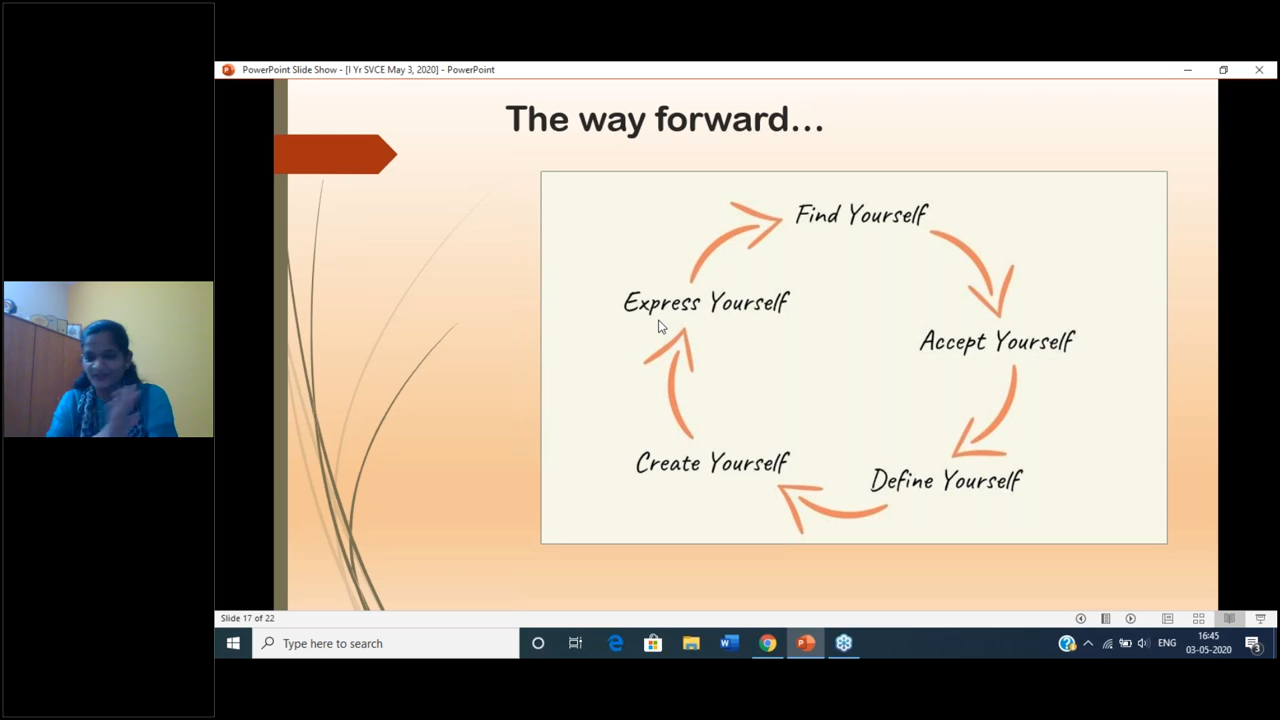 PowerPoint Slide Show - [I Yr SVCE May 3, 2020] - PowerPoint
The way forward...
Find Yourself
Express Yourself
Accept Yourself
Create Yourself
Define Yourself
Slide 17 of 22
Type here to search
ENG
16:45
03-05-2020
3